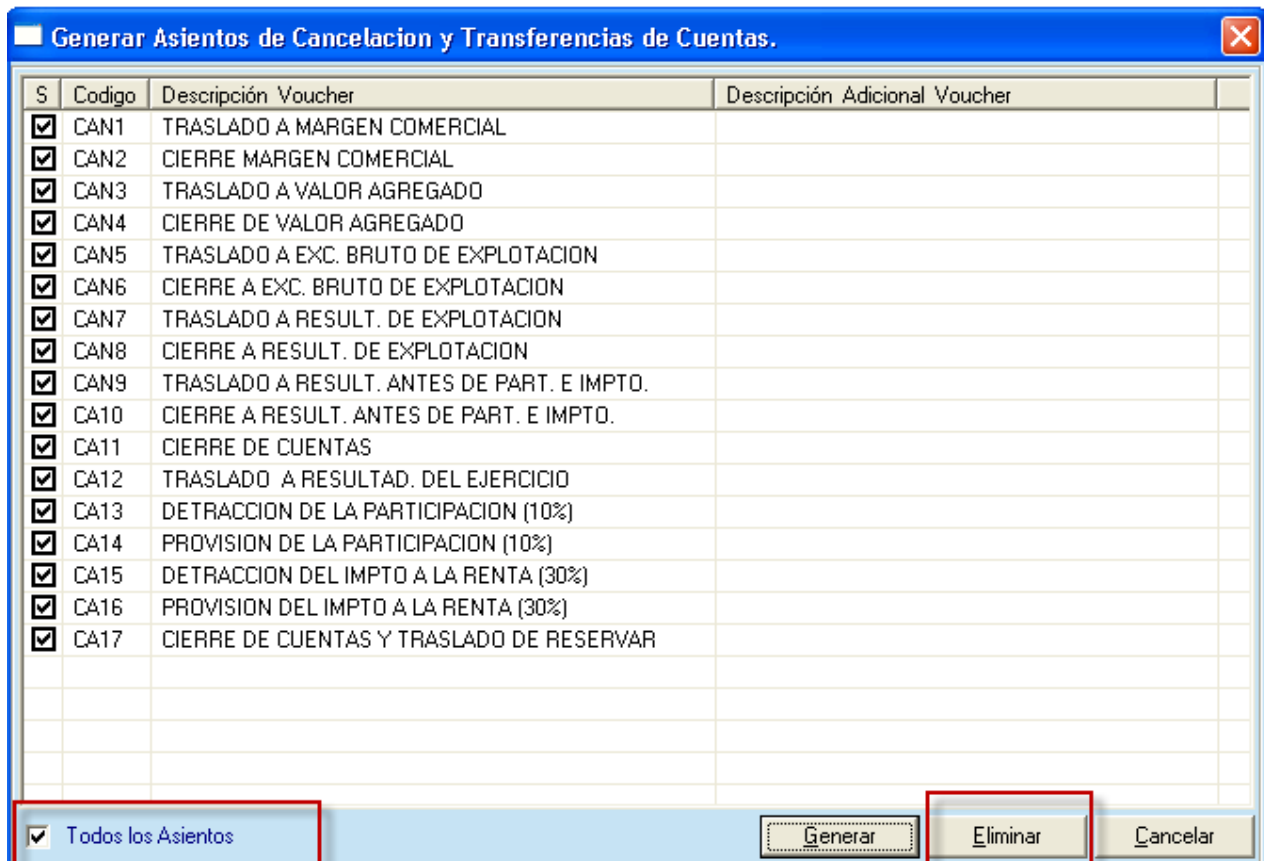 Generar Asientos de Cancelacion y Transferencias de Cuentas.
S Codigo Descripción Voucher Descripción Adicional Voucher
CAN1 TRASLADO A MARGEN COMERCIAL
CAN2 CIERRE MARGEN COMERCIAL
CAN3 TRASLADO A VALOR AGREGADO
CAN4 CIERRE DE VALOR AGREGADO
CAN5 TRASLADO A EXC. BRUTO DE EXPLOTACION
CAN6 CIERRE A EXC. BRUTO DE EXPLOTACION
CAN7 TRASLADO A RESULT. DE EXPLOTACION
CAN8 CIERRE A RESULT. DE EXPLOTACION
CAN9 TRASLADO A RESULT. ANTES DE PART. E IMPTO.
CA10 CIERRE A RESULT. ANTES DE PART. E IMPTO.
CA11 CIERRE DE CUENTAS
CA12 TRASLADO A RESULTAD. DEL EJERCICIO
CA13 DETRACCION DE LA PARTICIPACION (10%)
CA14 PROVISION DE LA PARTICIPACION (10%)
CA15 DETRACCION DEL IMPTO A LA RENTA (30%)
CA16 PROVISION DEL IMPTO A LA RENTA (30%)
CA17 CIERRE DE CUENTAS Y TRASLADO DE RESERVAR
Todos los Asientos Generar Eliminar Cancelar